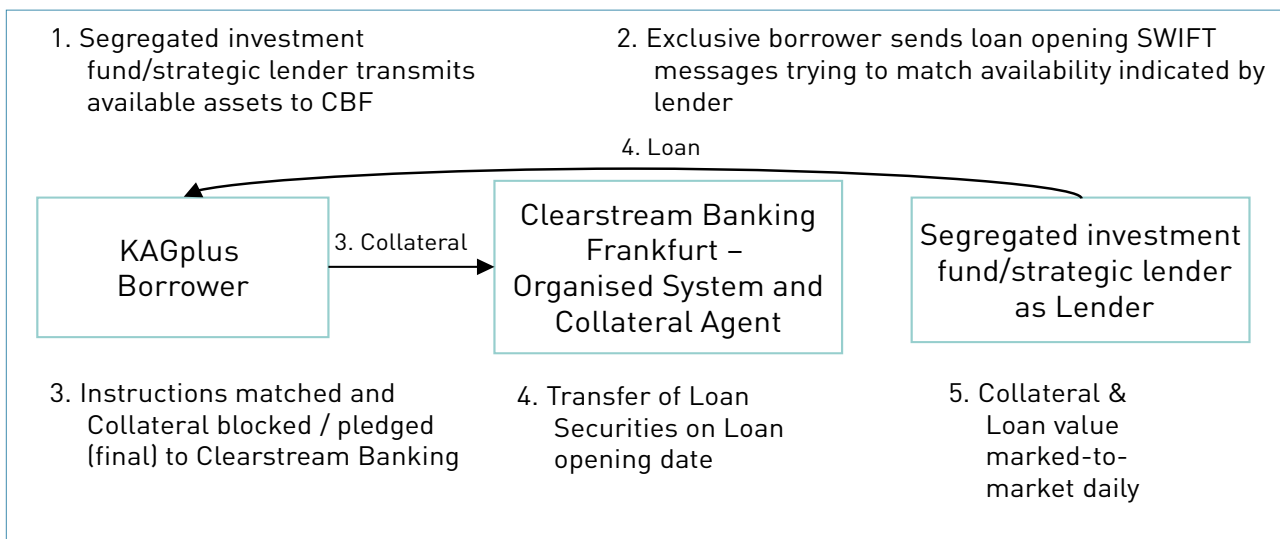 1. Segregated investment
fund/strategic lender transmits
available assets to CBF
2. Exclusive borrower sends loan opening SWIFT
messages trying to match availability indicated by
lender
4. Loan
KAGplus
Borrower
3. Collateral
Clearstream Banking
Frankfurt –
Organised System and
Collateral Agent
Segregated investment
fund/strategic lender
as Lender
3. Instructions matched and
Collateral blocked / pledged
(final) to Clearstream Banking
4. Transfer of Loan
Securities on Loan
opening date
5. Collateral &
Loan value
marked-to-
market daily